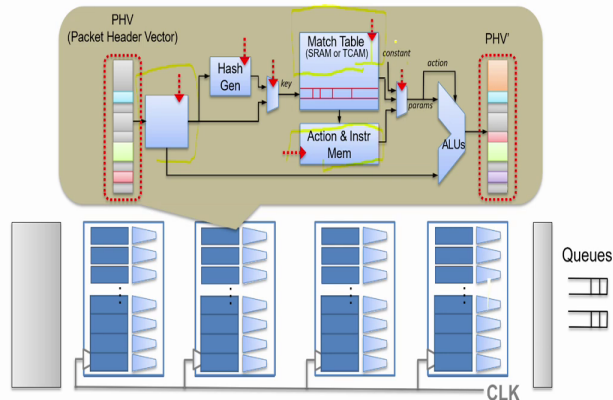 PHV
(Packet Header Vector)
PHV'
Hash
Gen
key
Match Table
(SRAM or TCAM)
constant
action
params
Action & Instr
Mem
ALUs
Queues
CLK